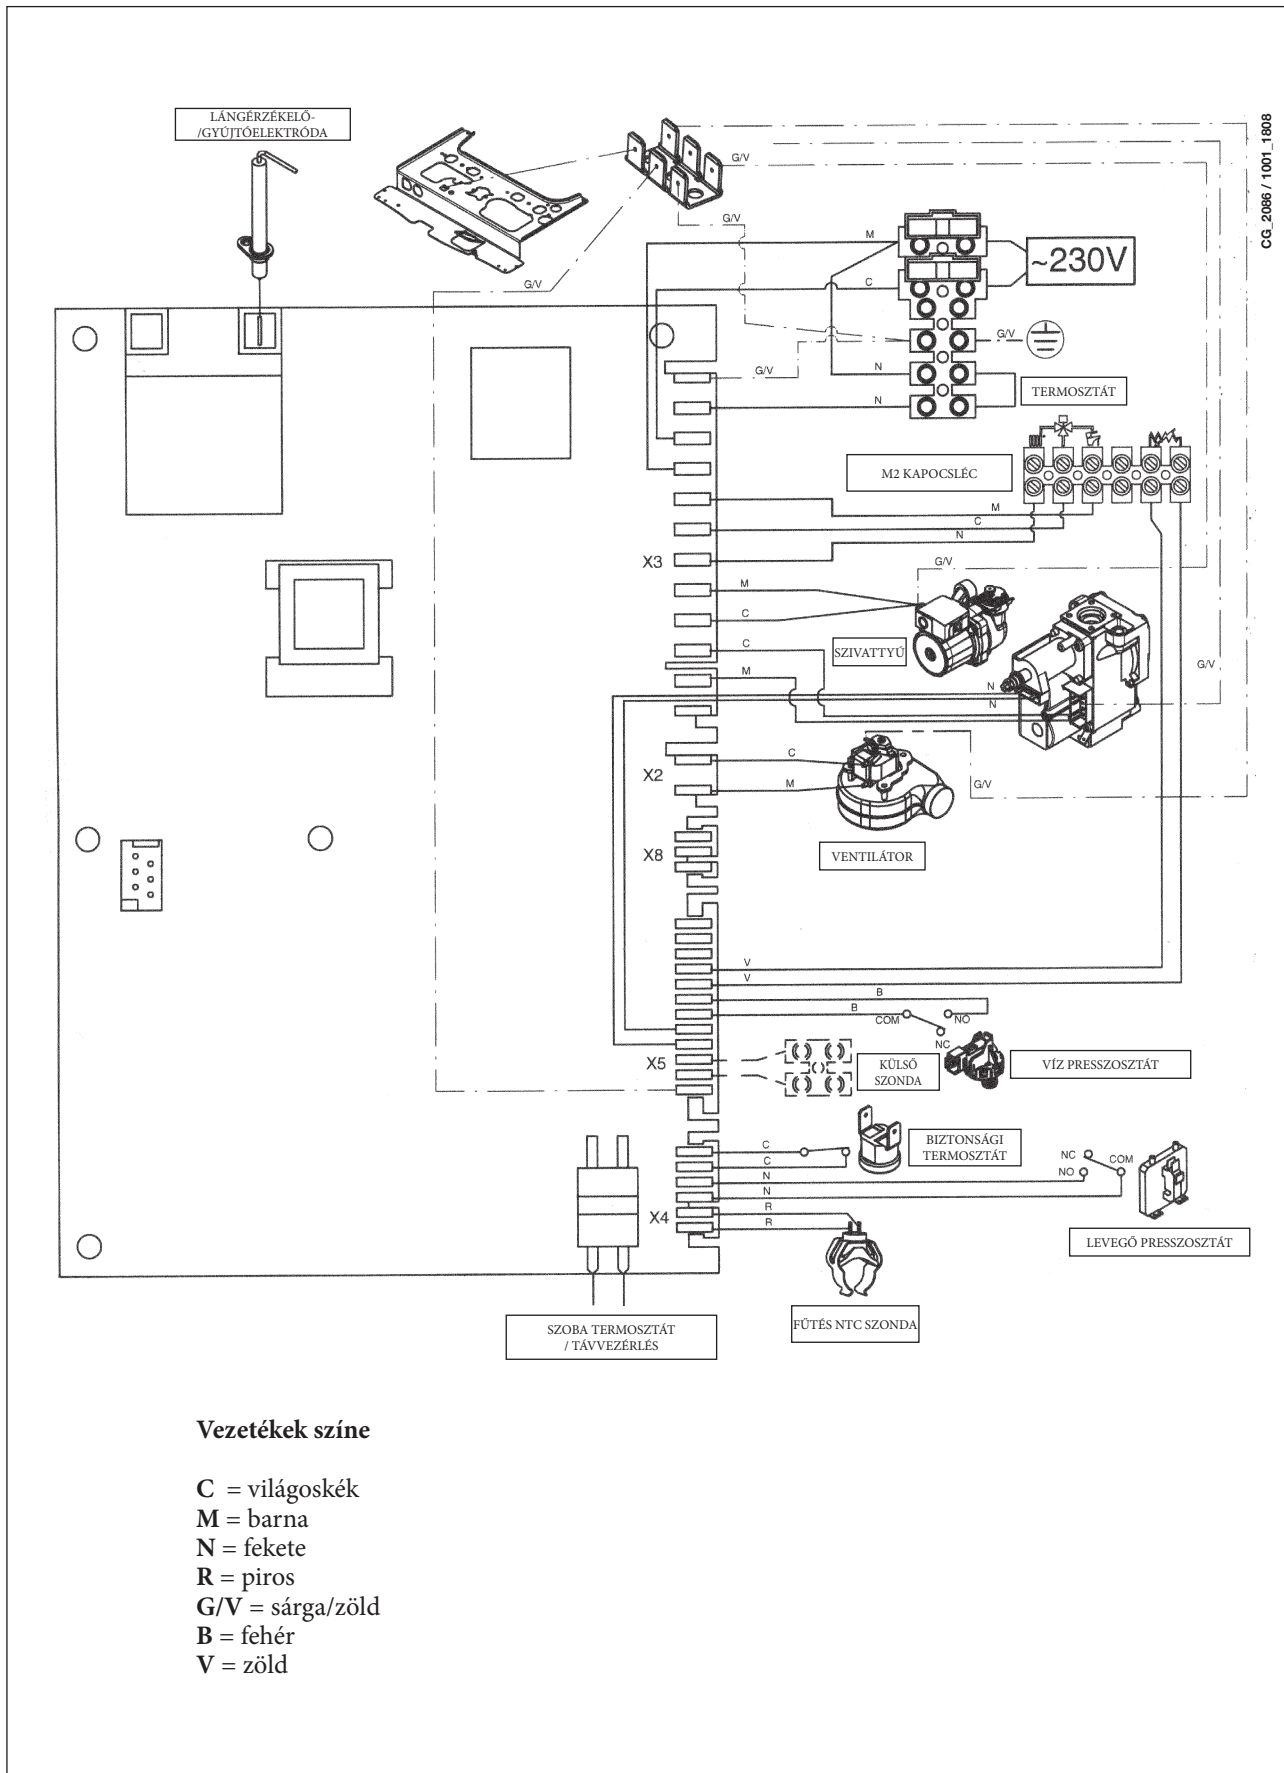 LÁNGÉRZÉKELŐ-
/GYÚJTÓELEKTRÓDA
CG_2086 / 1001_1808
G/V
G/V
M
~230V
G/V
C
G/V
G/V
N
TERMOSZTÁT
N
M2 KAPOCSLÉC
M
C
N
X3
G/V
M
C
SZIVATTYÚ
C
G/V
M
N
N
C
X2
M
G/V
X8
VENTILÁTOR
V
V
B
B
COM
NO
NC
X5
KÜLSŐ
SZONDA
VÍZ PRESSZOSZTÁT
C
BIZTONSÁGI
TERMOSZTÁT
C
NC
COM
N
NO
N
R
X4
R
LEVEGŐ PRESSZOSZTÁT
FŰTÉS NTC SZONDA
SZOBA TERMOSZTÁT
/ TÁVVEZÉRLÉS
Vezetékek színe
C = világoskék
M = barna
N = fekete
R = piros
G/V = sárga/zöld
B = fehér
V = zöld